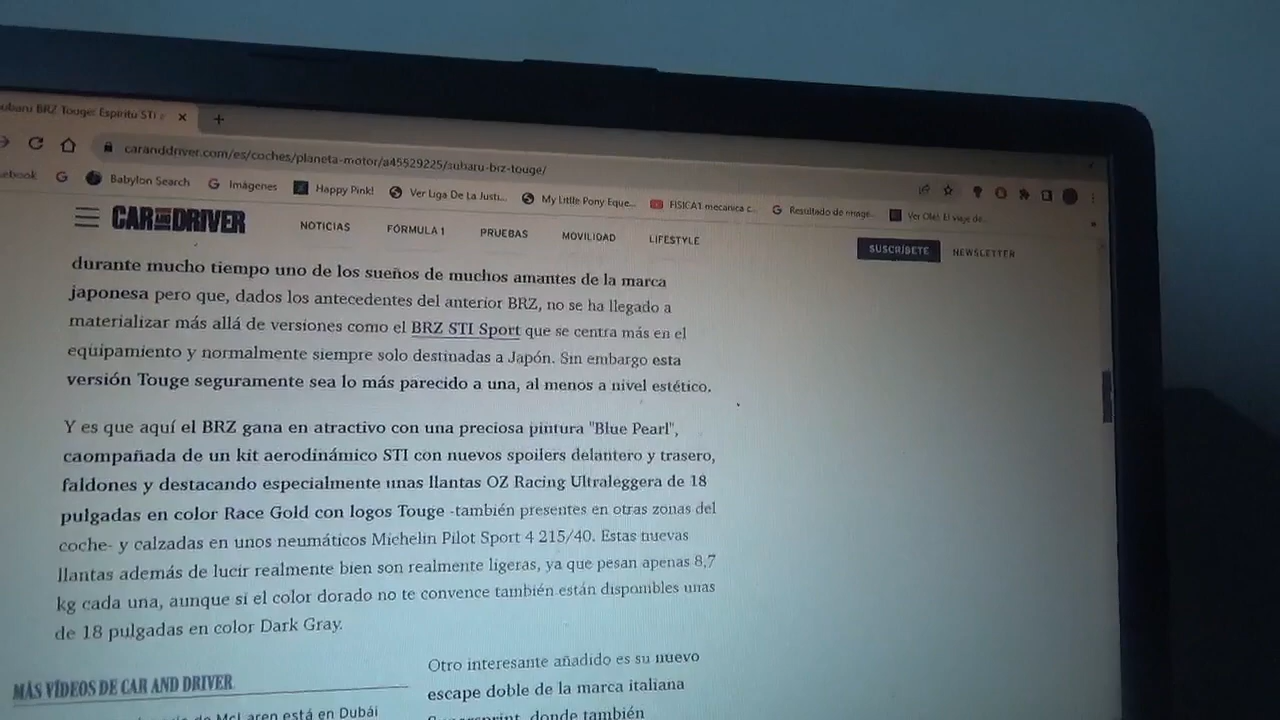 ubaru BRZ Touge: Espíritu STI
caranddriver.com/es/coches/planeta-motor/a45529225/subaru-brz-touge/
ebook
Babylon Search
Imágenes
Happy Pink!
Ver Liga De La Justi...
My Little Pony Eque...
FISICA1 mecanica c...
Resultado de image...
Ver Olé! El viaje de...
CAR AND DRIVER
NOTICIAS
FÓRMULA 1
PRUEBAS
MOVILIDAD
LIFESTYLE
SUSCRÍBETE
NEWSLETTER
durante mucho tiempo uno de los sueños de muchos amantes de la marca
japonesa pero que, dados los antecedentes del anterior BRZ, no se ha llegado a
materializar más allá de versiones como el BRZ STI Sport que se centra más en el
equipamiento y normalmente siempre solo destinadas a Japón. Sin embargo esta
versión Touge seguramente sea lo más parecido a una, al menos a nivel estético.
Y es que aquí el BRZ gana en atractivo con una preciosa pintura "Blue Pearl",
caompañada de un kit aerodinámico STI con nuevos spoilers delantero y trasero,
faldones y destacando especialmente unas llantas OZ Racing Ultraleggera de 18
pulgadas en color Race Gold con logos Touge -también presentes en otras zonas del
coche- y calzadas en unos neumáticos Michelin Pilot Sport 4 215/40. Estas nuevas
llantas además de lucir realmente bien son realmente ligeras, ya que pesan apenas 8,7
kg cada una, aunque si el color dorado no te convence también están disponibles unas
de 18 pulgadas en color Dark Gray.
MÁS VÍDEOS DE CAR AND DRIVER
de McLaren está en Dubái
Otro interesante añadido es su nuevo
escape doble de la marca italiana
donde también